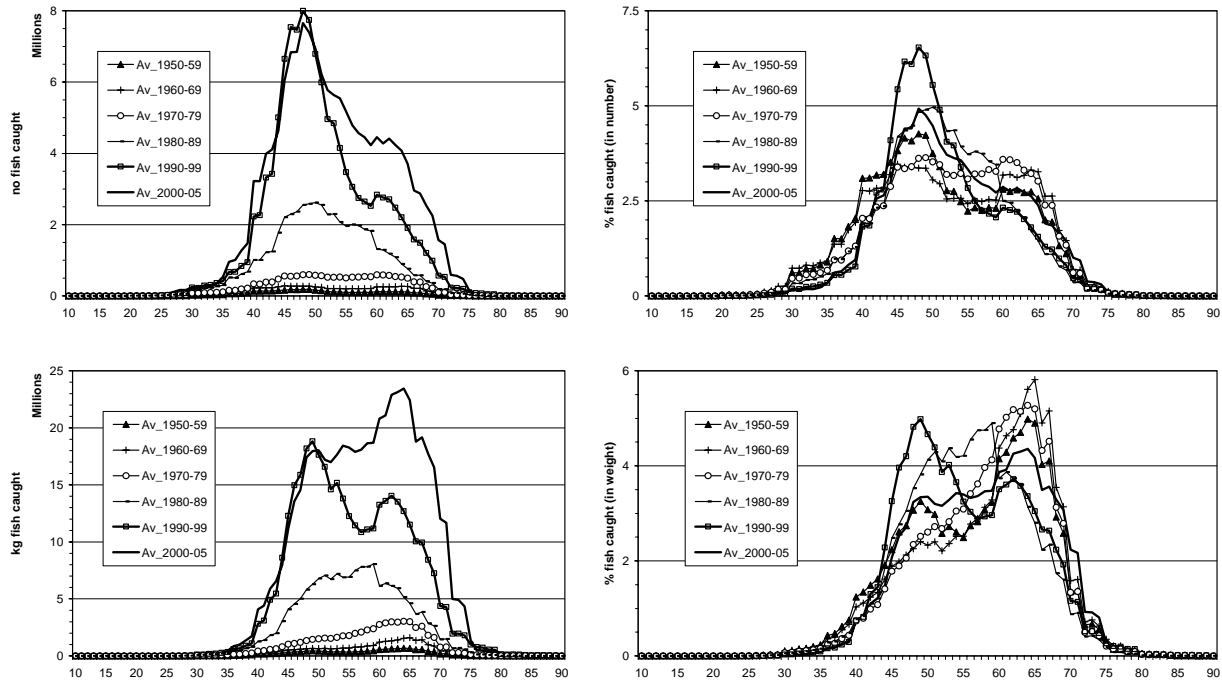 Millions
no fish caught
8
6
4
2
0
Av_1950-59
Av_1960-69
Av_1970-79
Av_1980-89
Av_1990-99
Av_2000-05
10 15 20 25 30 35 40 45 50 55 60 65 70 75 80 85 90
% fish caught (in number)
7.5
5
2.5
0
Av_1950-59
Av_1960-69
Av_1970-79
Av_1980-89
Av_1990-99
Av_2000-05
10 15 20 25 30 35 40 45 50 55 60 65 70 75 80 85 90
Millions
kg fish caught
25
20
15
10
5
0
Av_1950-59
Av_1960-69
Av_1970-79
Av_1980-89
Av_1990-99
Av_2000-05
10 15 20 25 30 35 40 45 50 55 60 65 70 75 80 85 90
% fish caught (in weight)
6
4
2
0
Av_1950-59
Av_1960-69
Av_1970-79
Av_1980-89
Av_1990-99
Av_2000-05
10 15 20 25 30 35 40 45 50 55 60 65 70 75 80 85 90